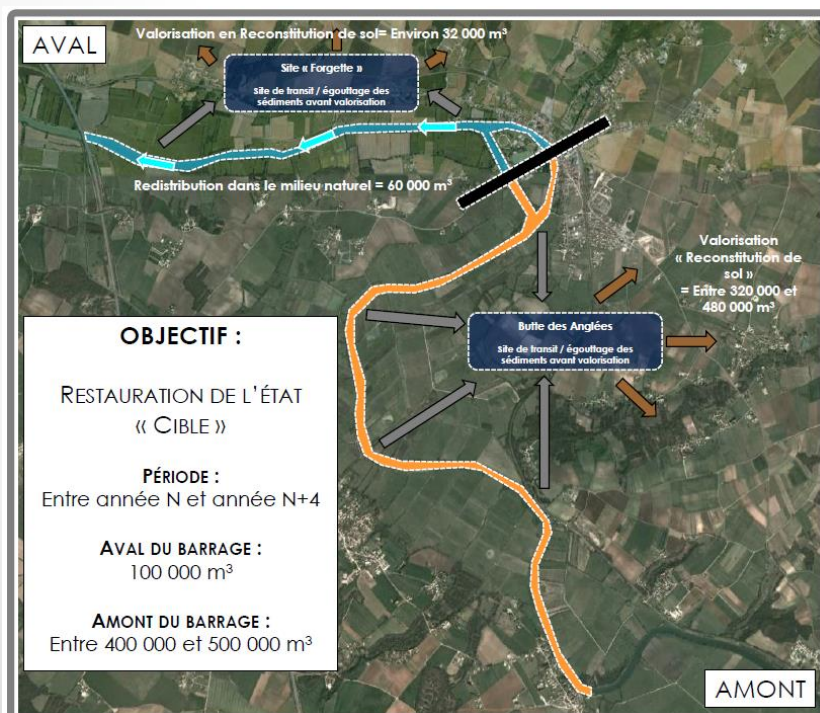 AVAL
Valorisation en Reconstitution de sol= Environ 32 000 m³
Site « Forgette »
Site de transit / égouttage des
sédiments avant valorisation
Redistribution dans le milieu naturel = 60 000 m³
Valorisation
« Reconstitution de
sol »
= Entre 320 000 et
480 000 m³
Butte des Anglées
Site de transit / égouttage des
sédiments avant valorisation
OBJECTIF :
RESTAURATION DE L'ÉTAT
« CIBLE »
PÉRIODE :
Entre année N et année N+4
AVAL DU BARRAGE :
100 000 m³
AMONT DU BARRAGE :
Entre 400 000 et 500 000 m³
AMONT